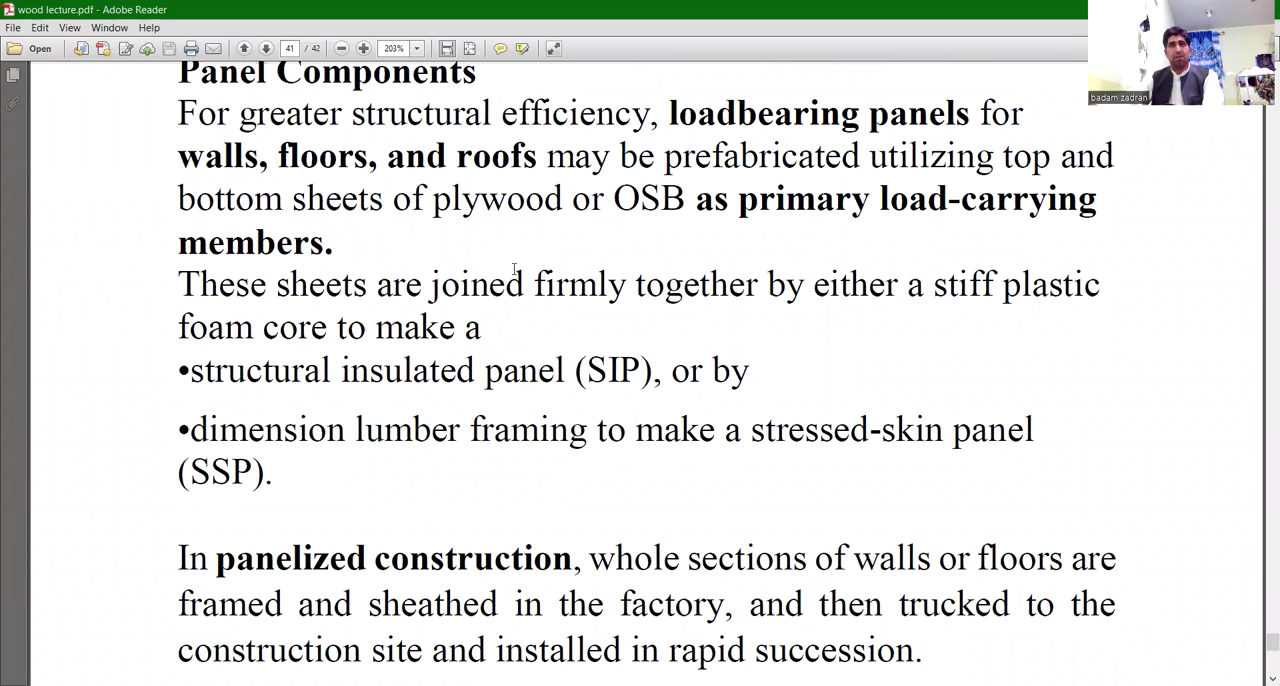 wood lecture.pdf - Adobe Reader
File Edit View Window Help
Open 41 / 42 203%
badam zadran
Panel Components
For greater structural efficiency, loadbearing panels for
walls, floors, and roofs may be prefabricated utilizing top and
bottom sheets of plywood or OSB as primary load-carrying
members.
These sheets are joined firmly together by either a stiff plastic
foam core to make a
•structural insulated panel (SIP), or by
•dimension lumber framing to make a stressed-skin panel
(SSP).
In panelized construction, whole sections of walls or floors are
framed and sheathed in the factory, and then trucked to the
construction site and installed in rapid succession.